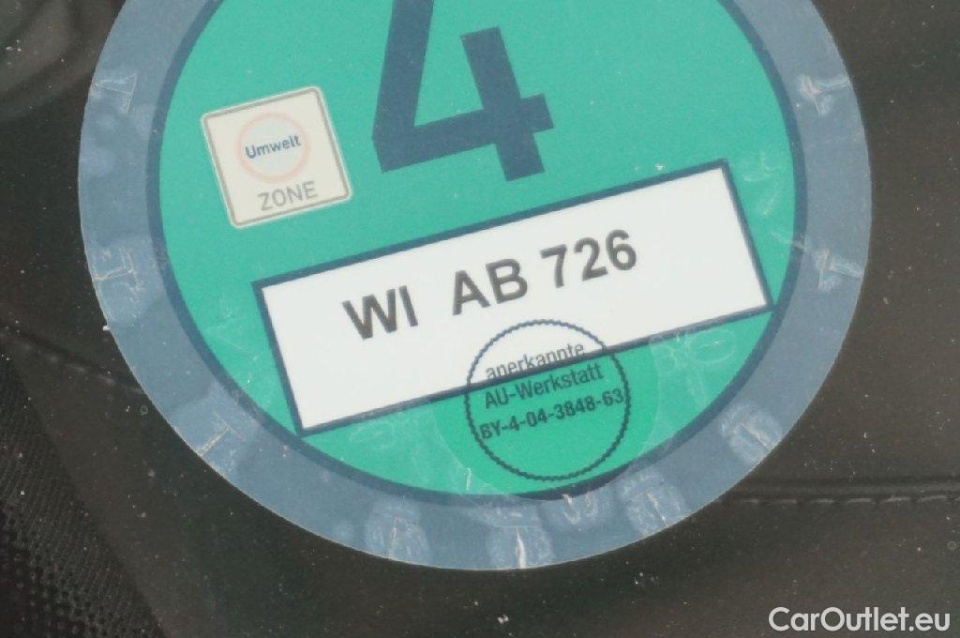 4
Umwelt
ZONE
WI AB 726
anerkannte
AU-Werkstatt
BY-4-04-3848-63
CarOutlet.eu